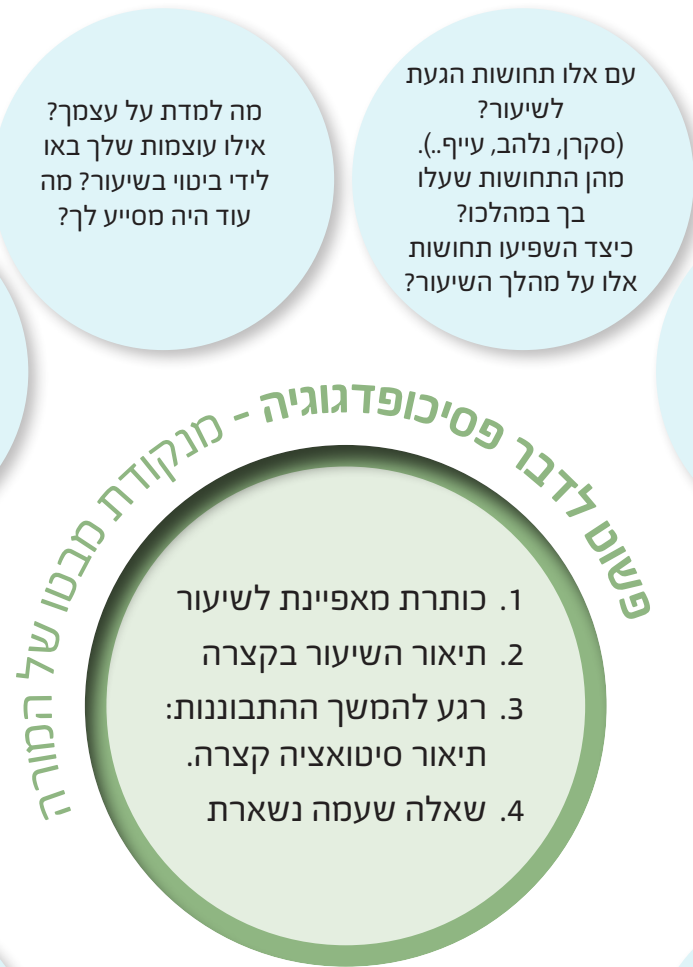 עם אלו תחושות הגעת
לשיעור?
(סקרן, נלהב, עייף..).
מהן התחושות שעלו
בך במהלכו?
כיצד השפיעו תחושות
אלו על מהלך השיעור?
מה למדת על עצמך?
אילו עוצמות שלך באו
לידי ביטוי בשיעור? מה
עוד היה מסייע לך?
פשוט לדבר פסיכופדגוגיה - מנקודת מבטו של המורה
1. כותרת מאפיינת לשיעור
2. תיאור השיעור בקצרה
3. רגע להמשך ההתבוננות:
תיאור סיטואציה קצרה.
4. שאלה שעמה נשארת